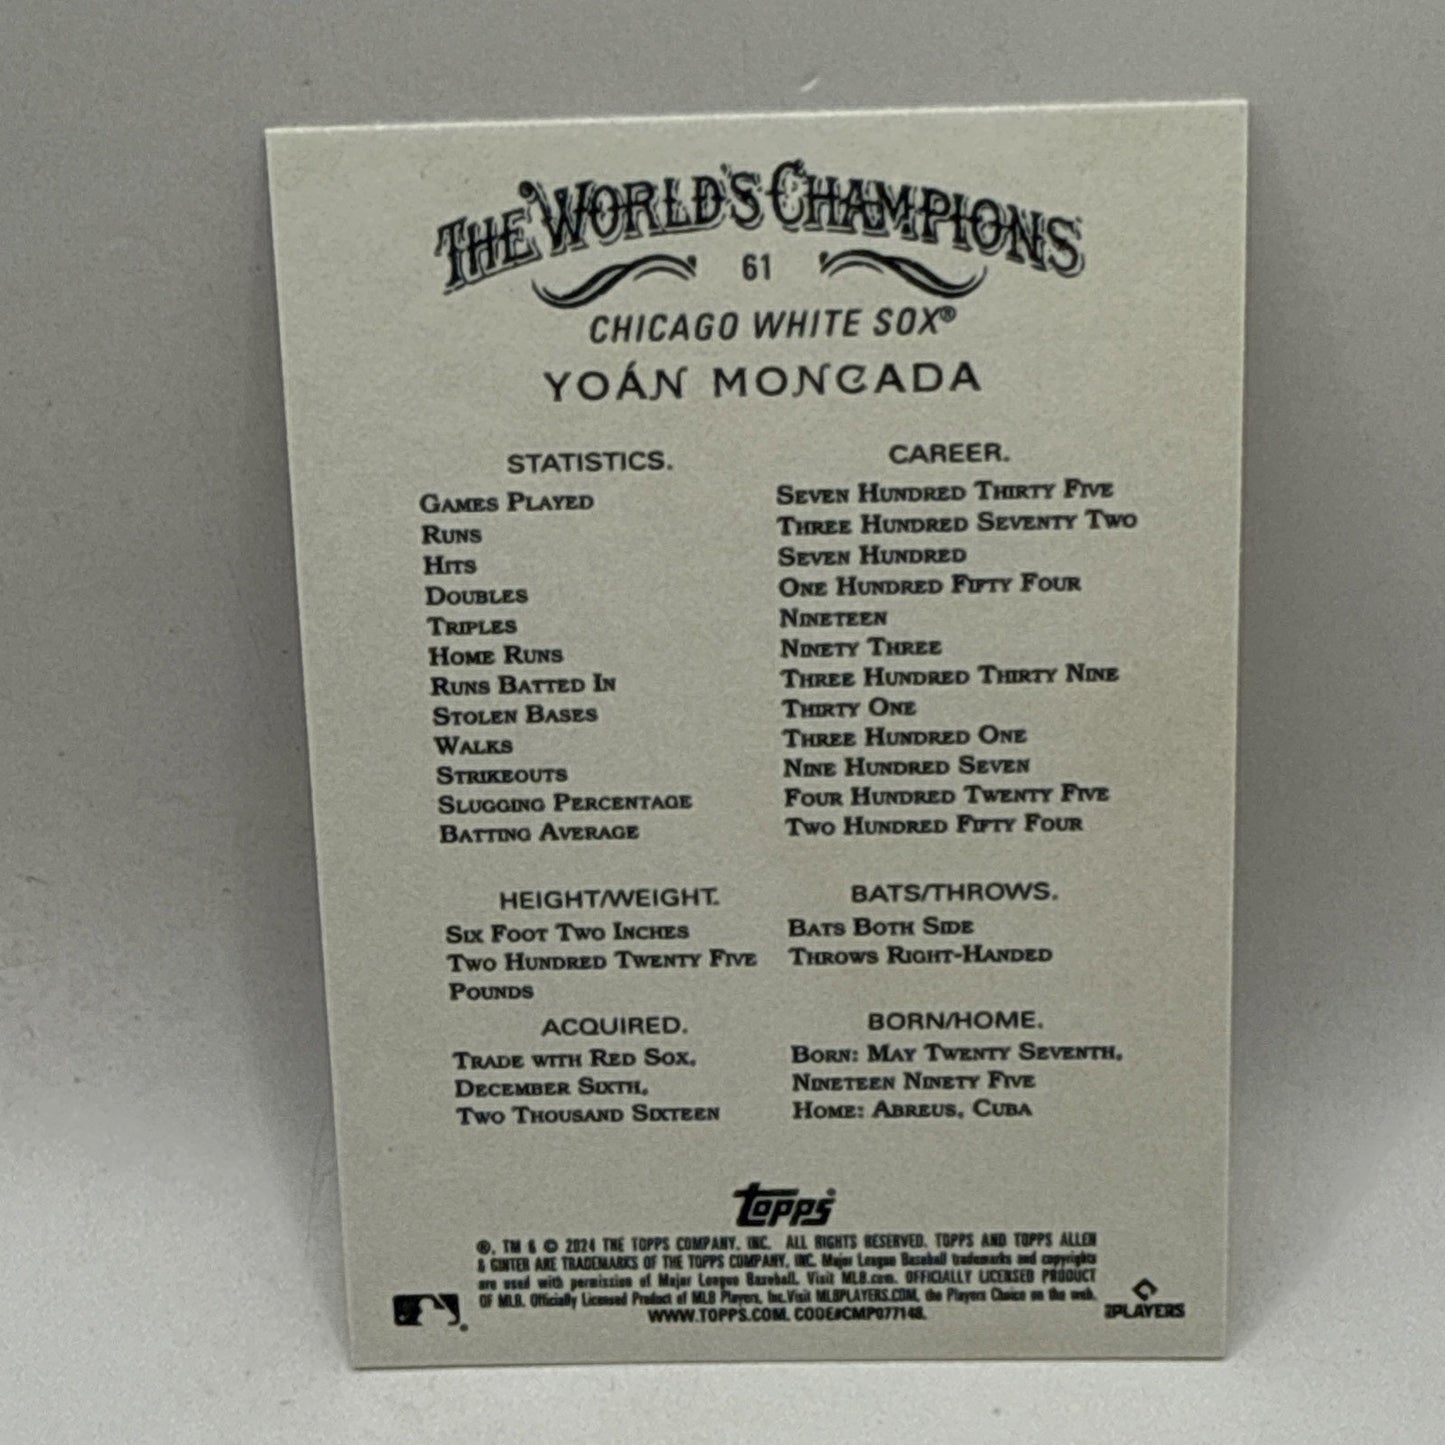 THE WORLD'S CHAMPIONS
61
CHICAGO WHITE SOX®
YOÁN MONCADA
STATISTICS. CAREER.
GAMES PLAYED SEVEN HUNDRED THIRTY FIVE
RUNS THREE HUNDRED SEVENTY TWO
HITS SEVEN HUNDRED
DOUBLES ONE HUNDRED FIFTY FOUR
TRIPLES NINETEEN
HOME RUNS NINETY THREE
RUNS BATTED IN THREE HUNDRED THIRTY NINE
STOLEN BASES THIRTY ONE
WALKS THREE HUNDRED ONE
STRIKEOUTS NINE HUNDRED SEVEN
SLUGGING PERCENTAGE FOUR HUNDRED TWENTY FIVE
BATTING AVERAGE TWO HUNDRED FIFTY FOUR
HEIGHT/WEIGHT.
SIX FOOT TWO INCHES
TWO HUNDRED TWENTY FIVE
POUNDS
BATS/THROWS.
BATS BOTH SIDE
THROWS RIGHT-HANDED
ACQUIRED.
TRADE WITH RED SOX,
DECEMBER SIXTH,
TWO THOUSAND SIXTEEN
BORN/HOME.
BORN: MAY TWENTY SEVENTH,
NINETEEN NINETY FIVE
HOME: ABREUS, CUBA
Topps®
®, TM & © 2024 THE TOPPS COMPANY, INC. ALL RIGHTS RESERVED. TOPPS AND TOPPS ALLEN
& GINTER ARE TRADEMARKS OF THE TOPPS COMPANY, INC. Major League Baseball trademarks and copyrights
are used with permission of Major League Baseball. Visit MLB.com. OFFICIALLY LICENSED PRODUCT
OF MLB. Officially Licensed Product of MLB Players, Inc. Visit MLBPLAYERS.COM, the Players Choice on the web.
WWW.TOPPS.COM. CODE#CMP077148.
MLBPLAYERS